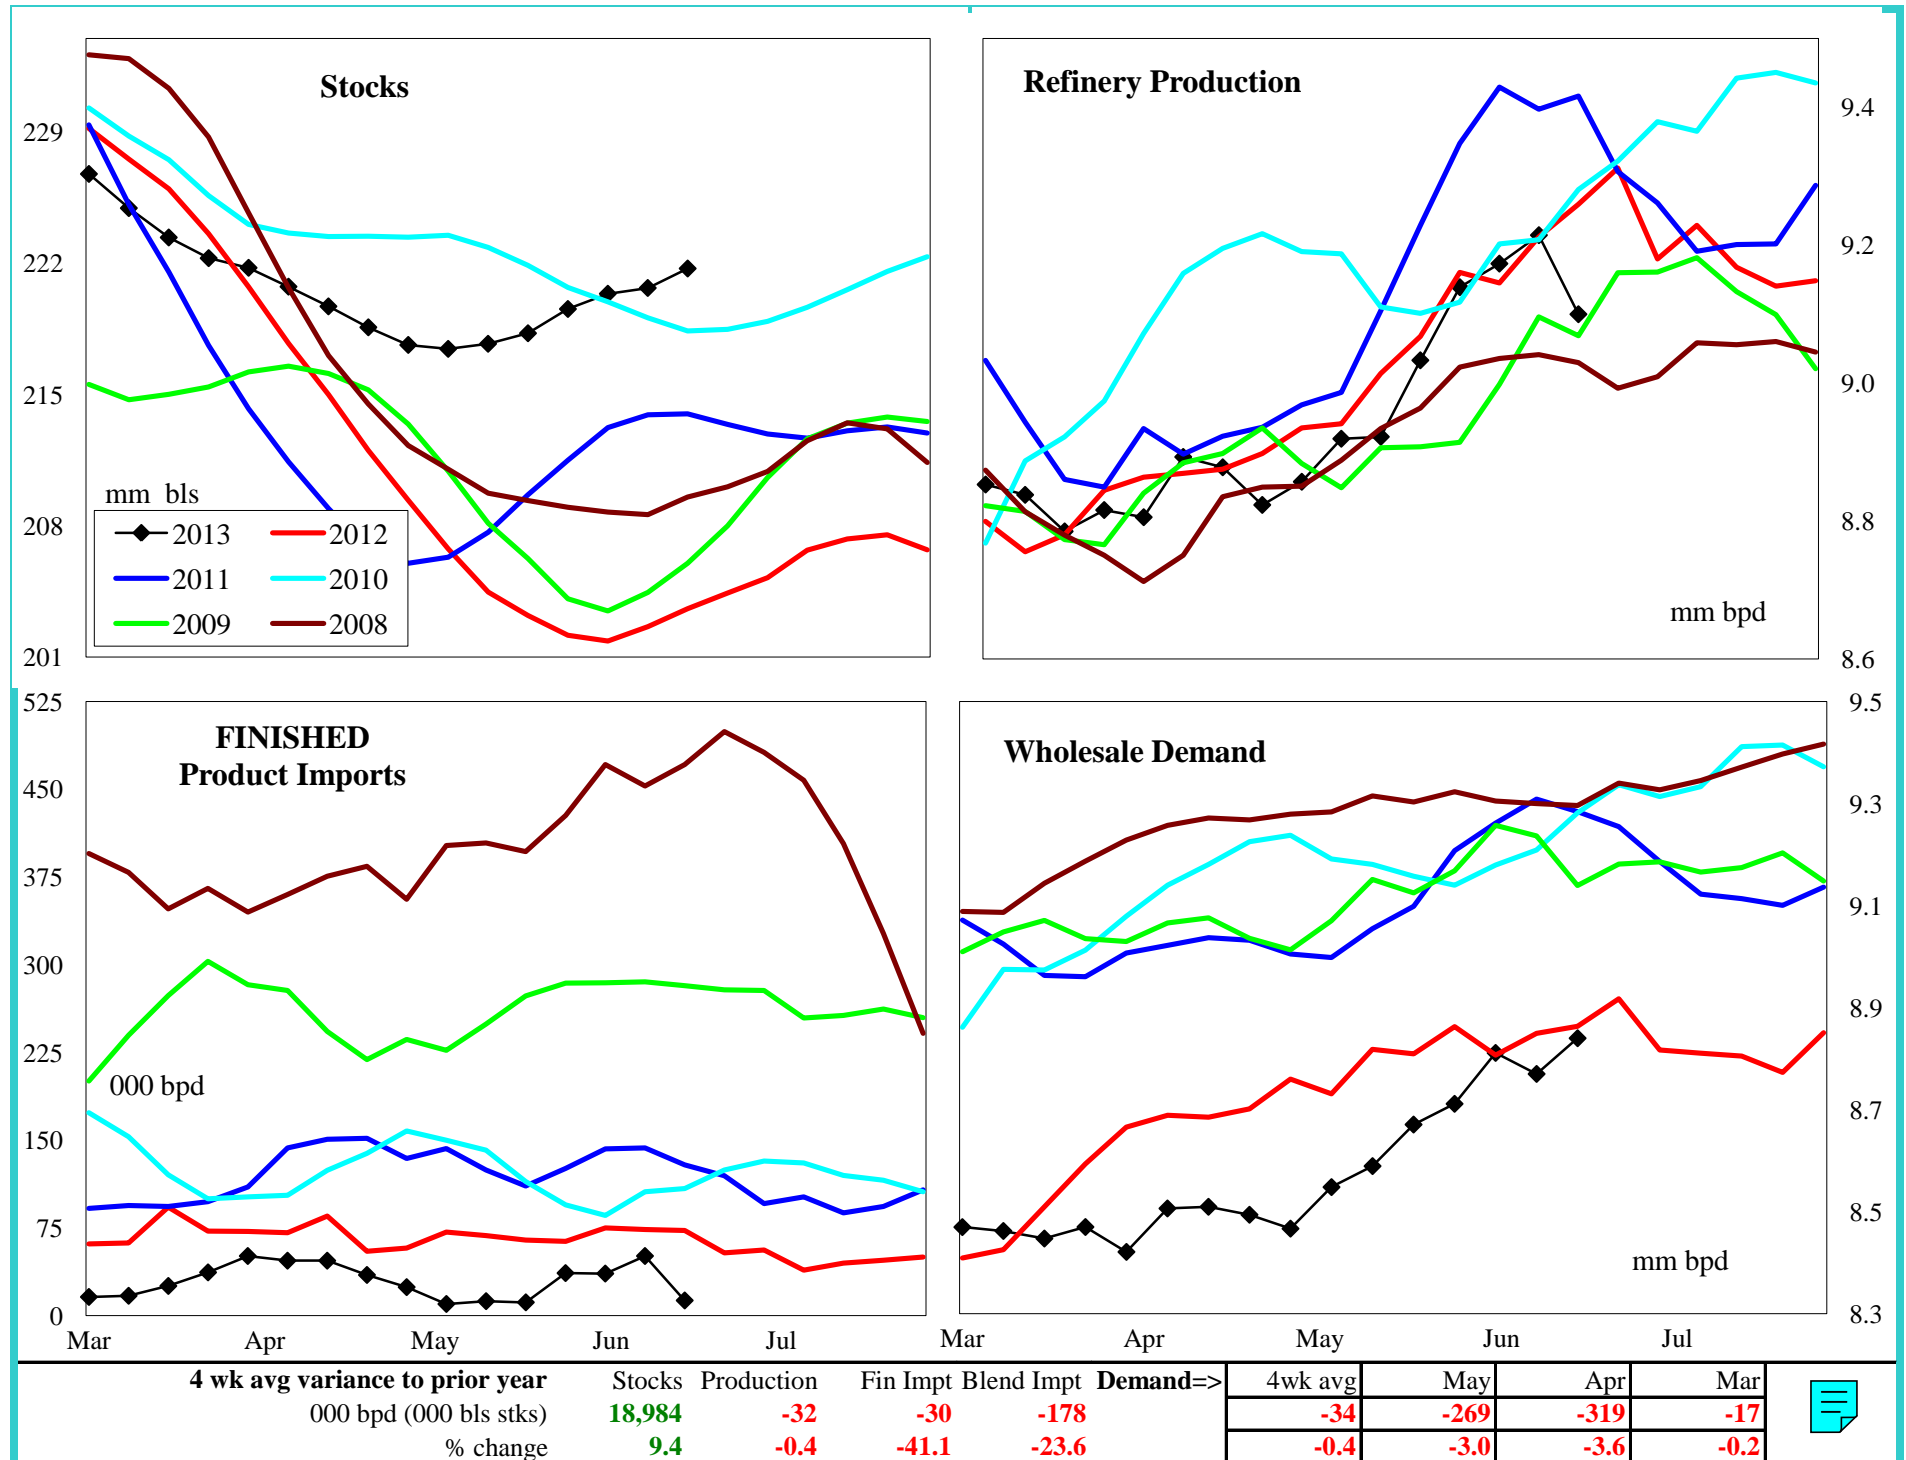 Stocks
229
222
215
208
201
mm bls
2013
2012
2011
2010
2009
2008
Refinery Production
9.4
9.2
9.0
8.8
8.6
mm bpd
FINISHED
Product Imports
525
450
375
300
225
150
75
0
000 bpd
Mar Apr May Jun Jul
Wholesale Demand
9.5
9.3
9.1
8.9
8.7
8.5
8.3
mm bpd
Mar Apr May Jun Jul
4 wk avg variance to prior year Stocks Production Fin Impt Blend Impt Demand=> 4wk avg May Apr Mar
000 bpd (000 bls stks) 18,984 -32 -30 -178 -34 -269 -319 -17
% change 9.4 -0.4 -41.1 -23.6 -0.4 -3.0 -3.6 -0.2